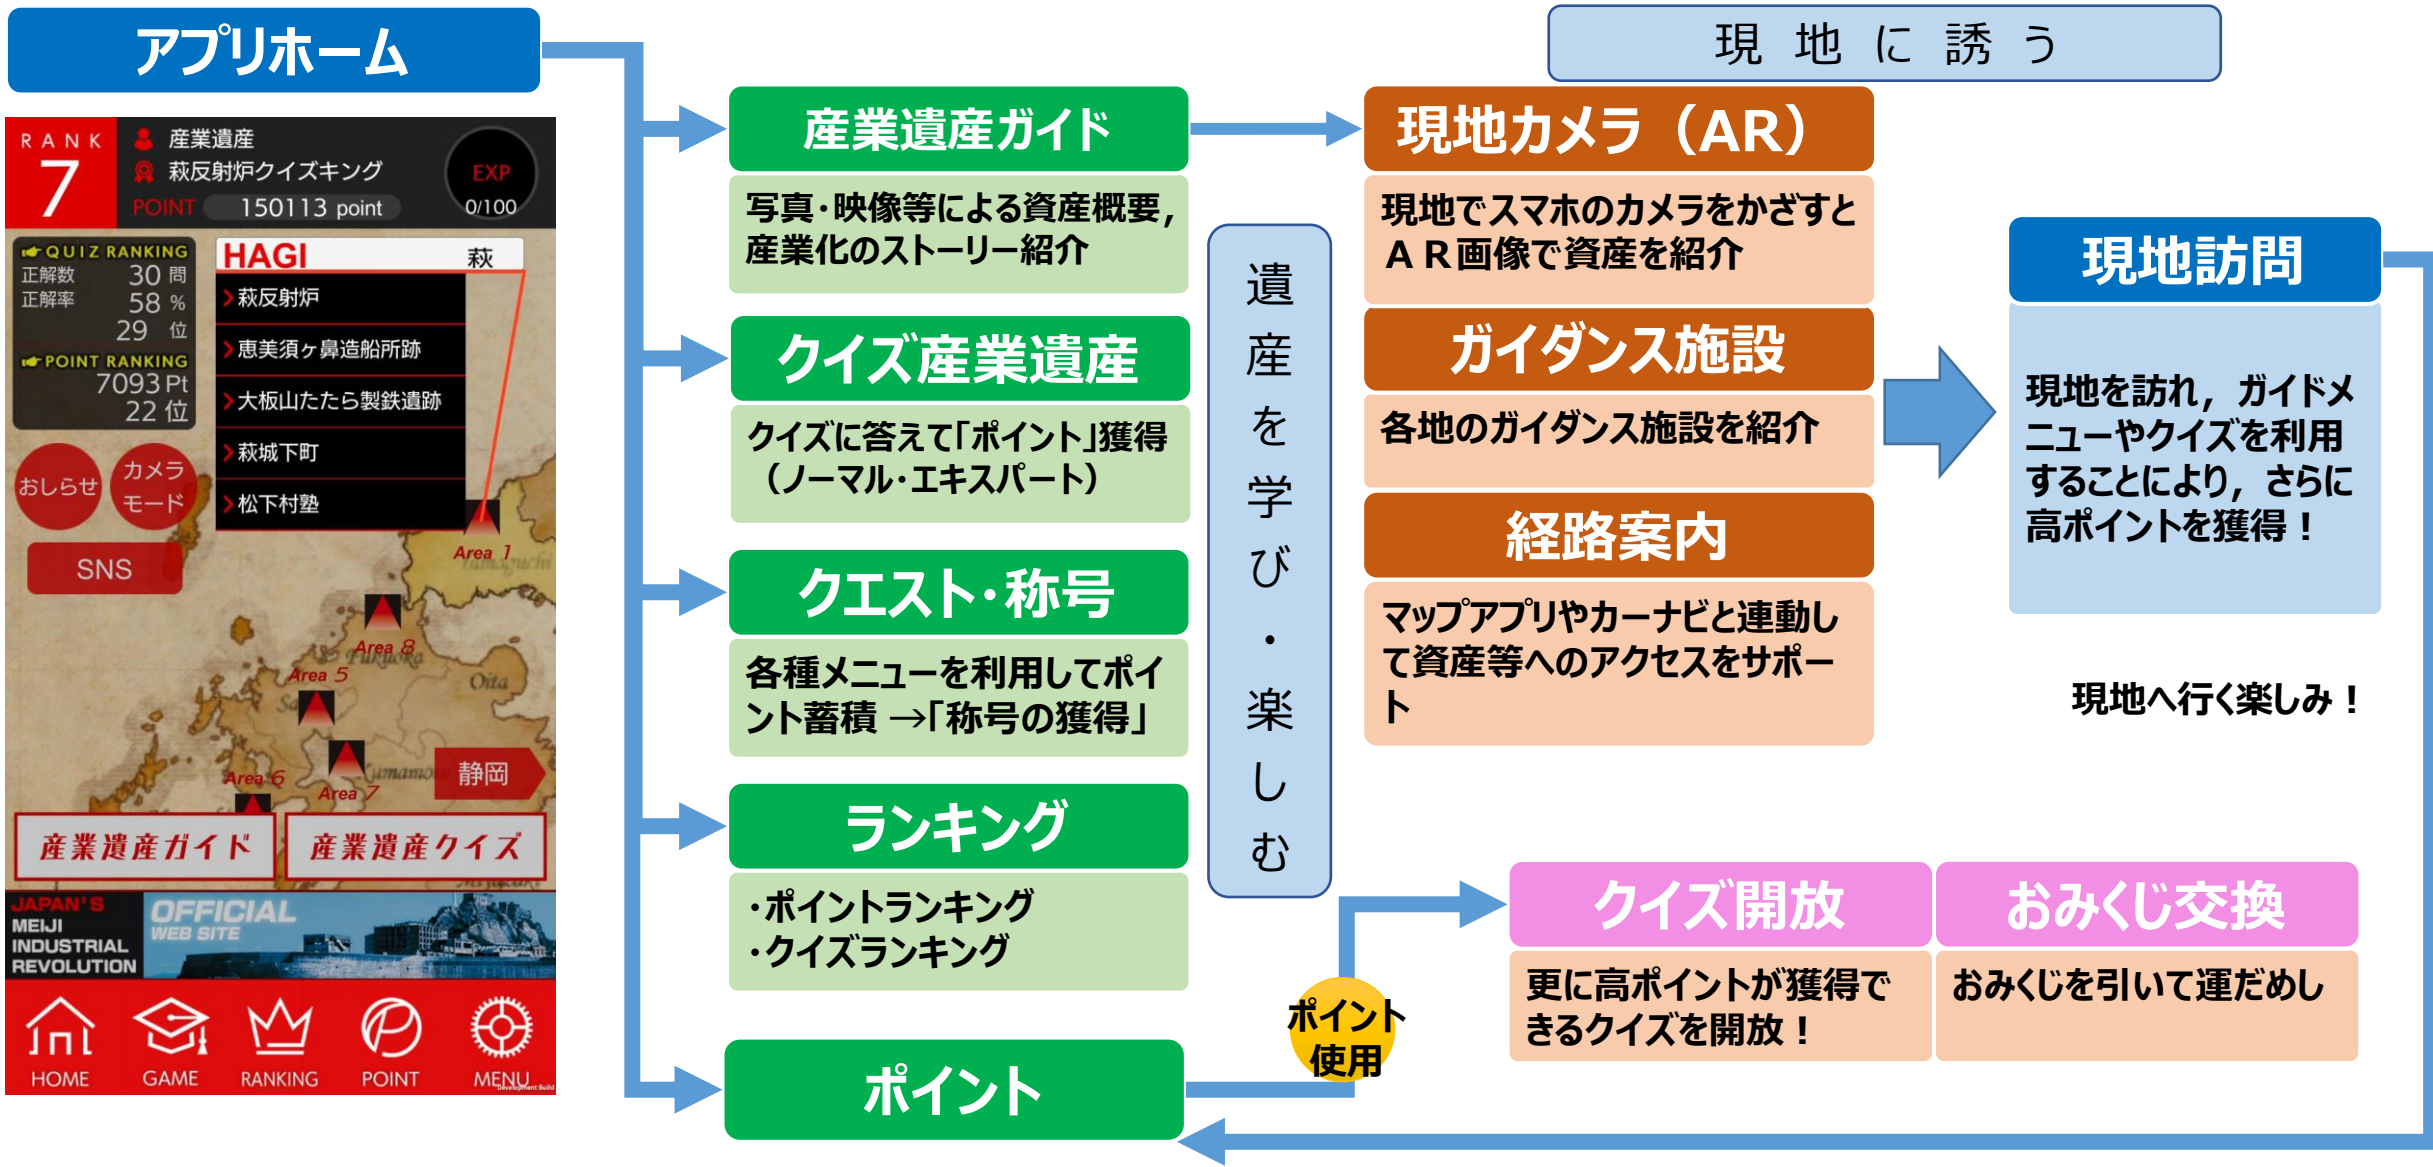 アプリホーム
RANK
7
産業遺産
萩反射炉クイズキング
POINT 150113 point
EXP
0/100
QUIZ RANKING
正解数 30 問
正解率 58 %
29 位
POINT RANKING
7093 Pt
22 位
おしらせ
カメラ
モード
SNS
HAGI 萩
萩反射炉
恵美須ヶ鼻造船所跡
大板山たたら製鉄遺跡
萩城下町
松下村塾
Area 1
Yamaguchi
Area 8
Fukuoka
Area 5
Oita
Area 6
Area 7
静岡
産業遺産ガイド
産業遺産クイズ
JAPAN'S
MEIJI
INDUSTRIAL
REVOLUTION
OFFICIAL
WEB SITE
HOME
GAME
RANKING
POINT
MENU
Development Build
産業遺産ガイド
写真・映像等による資産概要，
産業化のストーリー紹介
クイズ産業遺産
クイズに答えて「ポイント」獲得
（ノーマル・エキスパート）
クエスト・称号
各種メニューを利用してポイ
ント蓄積 →「称号の獲得」
ランキング
・ポイントランキング
・クイズランキング
ポイント
遺産を学び・楽しむ
現地に誘う
現地カメラ（AR）
現地でスマホのカメラをかざすと
ＡＲ画像で資産を紹介
ガイダンス施設
各地のガイダンス施設を紹介
経路案内
マップアプリやカーナビと連動し
て資産等へのアクセスをサポー
ト
現地訪問
現地を訪れ，ガイドメ
ニューやクイズを利用
することにより，さらに
高ポイントを獲得！
現地へ行く楽しみ！
ポイント
使用
クイズ開放
更に高ポイントが獲得で
きるクイズを開放！
おみくじ交換
おみくじを引いて運だめし